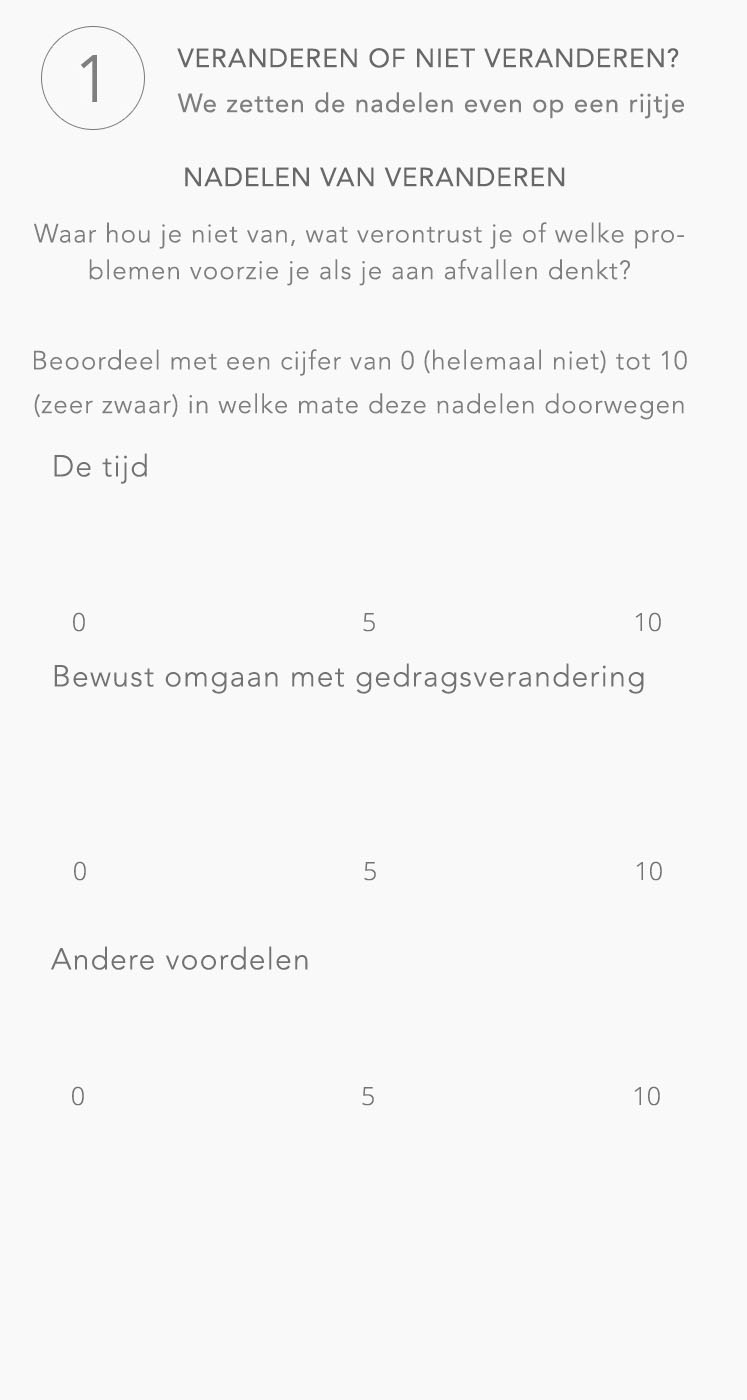 1
VERANDEREN OF NIET VERANDEREN?
We zetten de nadelen even op een rijtje
NADELEN VAN VERANDEREN
Waar hou je niet van, wat verontrust je of welke pro-
blemen voorzie je als je aan afvallen denkt?
Beoordeel met een cijfer van 0 (helemaal niet) tot 10
(zeer zwaar) in welke mate deze nadelen doorwegen
De tijd
0 5 10
Bewust omgaan met gedragsverandering
0 5 10
Andere voordelen
0 5 10